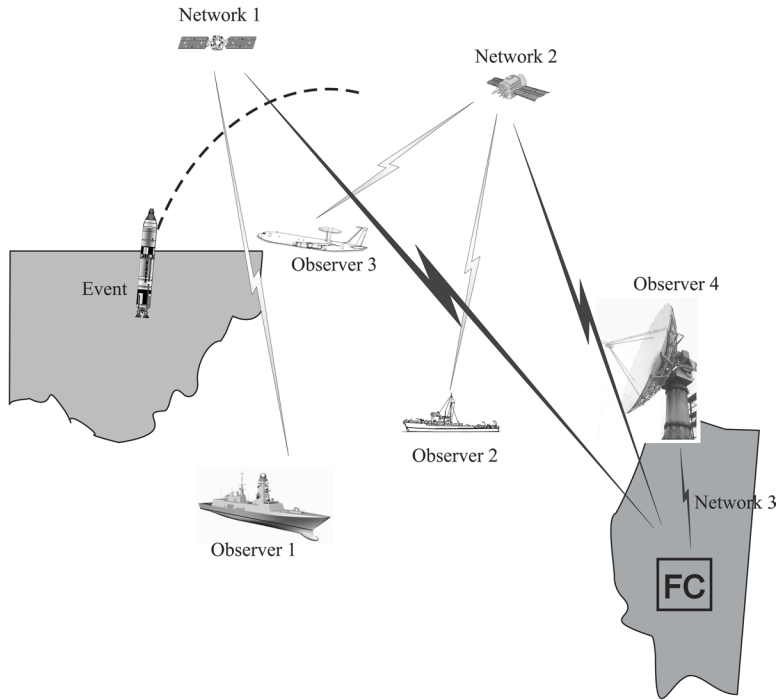 Network 1
Network 2
Observer 3
Observer 4
Event
Observer 2
Network 3
Observer 1
FC